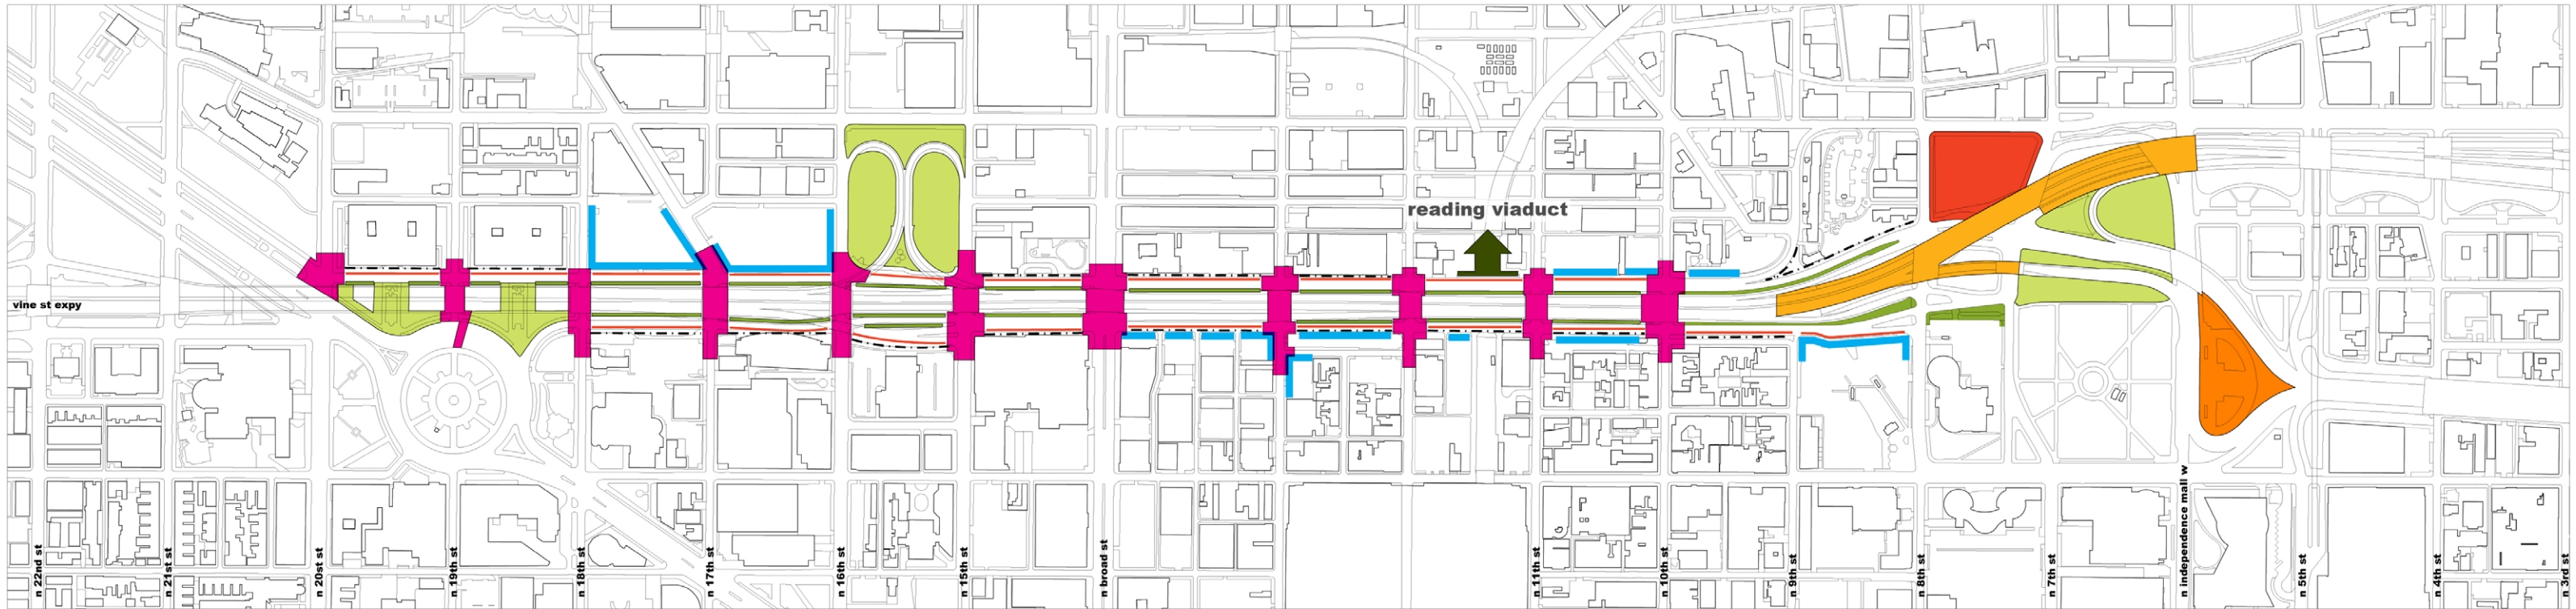 reading viaduct
vine st expy
n 22nd st
n 21st st
n 20st st
n 19th st
n 18th st
n 17th st
n 16th st
n 15th st
n broad st
n 11th st
n 10th st
n 9th st
n 8th st
n 7th st
n independence mall w
n 5th st
n 4th st
n 3rd st